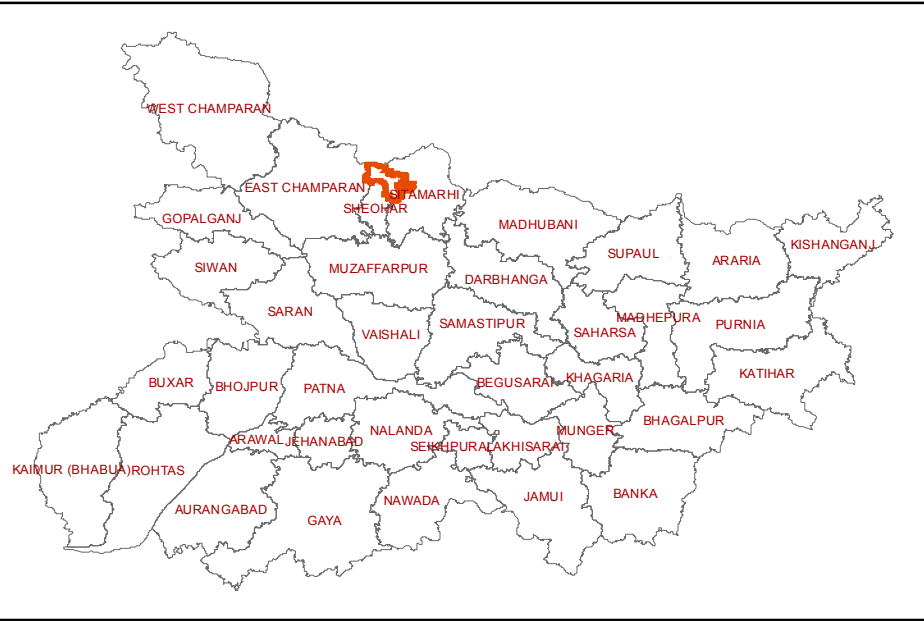 WEST CHAMPARAN
EAST CHAMPARAN
SITAMARHI
SHEOHAR
GOPALGANJ
MADHUBANI
KISHANGANJ
SUPAUL
ARARIA
SIWAN
MUZAFFARPUR
DARBHANGA
SARAN
MADHEPURA
SAMASTIPUR
PURNIA
VAISHALI
SAHARSA
KATIHAR
BUXAR
BHOJPUR
PATNA
BEGUSARAI
KHAGARIA
BHAGALPUR
NALANDA
MUNGER
ARAWAL
JEHANABAD
SEIKHPURA
LAKHISARAI
KAIMUR (BHABUA)
ROHTAS
BANKA
JAMUI
NAWADA
AURANGABAD
GAYA